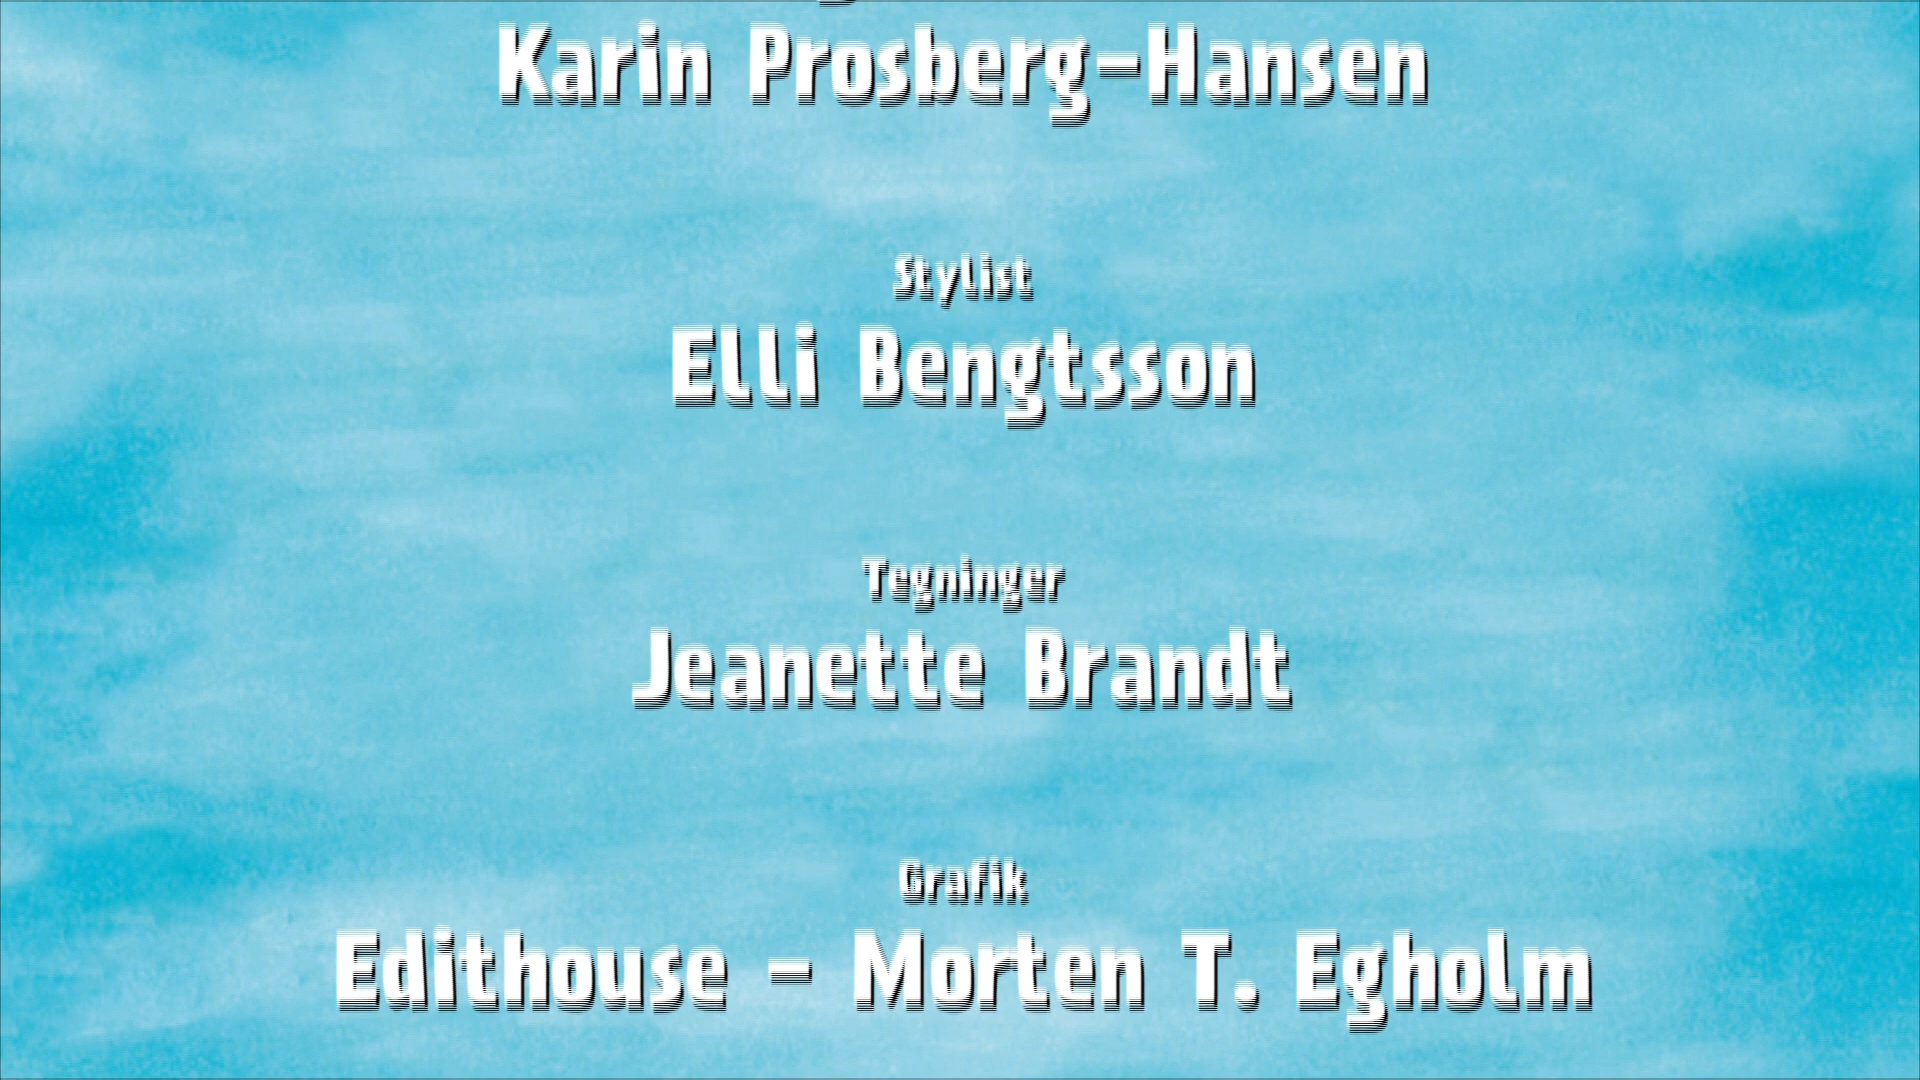 Karin Prosberg-Hansen
Stylist
Elli Bengtsson
Tegninger
Jeanette Brandt
Grafik
Edithouse - Morten T. Egholm